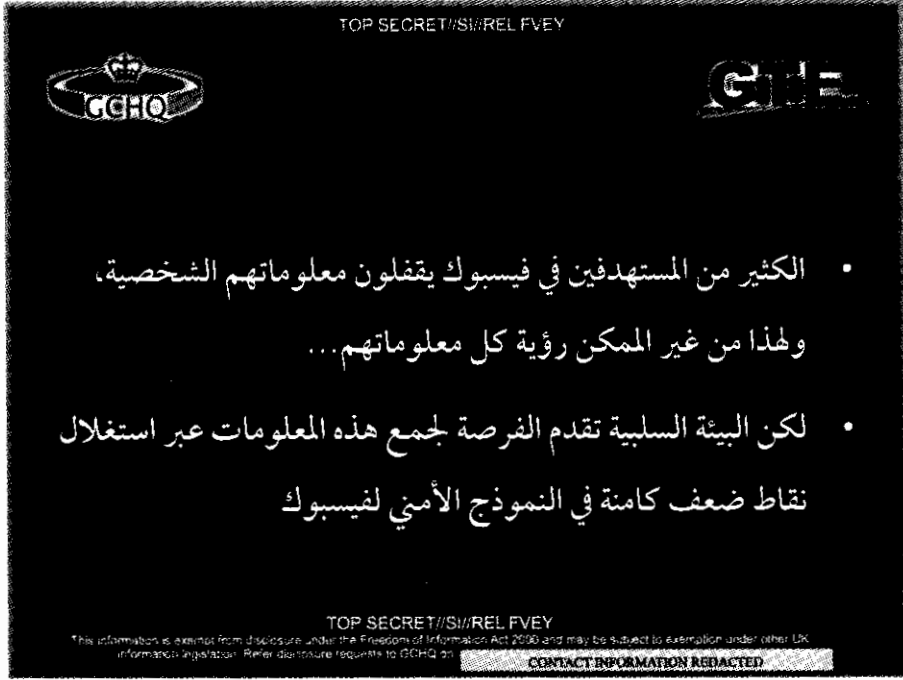 TOP SECRET//SI//REL FVEY
GCHQ
GTE
• الكثير من المستهدفين في فيسبوك يقفلون معلوماتهم الشخصية،
ولهذا من غير الممكن رؤية كل معلوماتهم...
• لكن البيئة السلبية تقدم الفرصة لجمع هذه المعلومات عبر استغلال
نقاط ضعف كامنة في النموذج الأمني لفيسبوك
TOP SECRET//SI//REL FVEY
This information is exempt from disclosure under the Freedom of Information Act 2000 and may be subject to exemption under other UK
information legislation. Refer disclosure requests to GCHQ on
CONTACT INFORMATION REDACTED